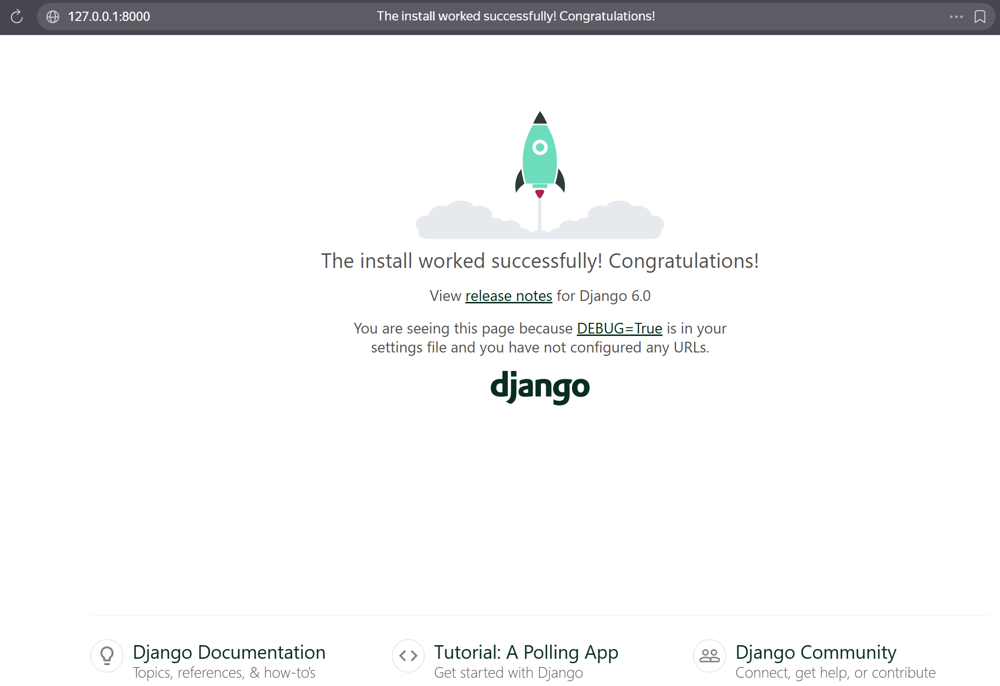 127.0.0.1:8000
The install worked successfully! Congratulations!
The install worked successfully! Congratulations!
View release notes for Django 6.0
You are seeing this page because DEBUG=True is in your
settings file and you have not configured any URLs.
django
Django Documentation
Topics, references, & how-to’s
Tutorial: A Polling App
Get started with Django
Django Community
Connect, get help, or contribute